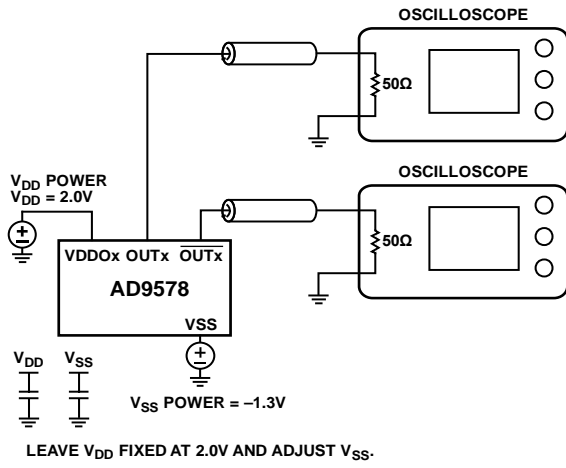 OSCILLOSCOPE
50Ω
V_DD POWER
V_DD = 2.0V
OSCILLOSCOPE
50Ω
VDDOx OUTx O̅U̅T̅x̅
AD9578
VSS
V_DD V_SS
V_SS POWER = –1.3V
LEAVE V_DD FIXED AT 2.0V AND ADJUST V_SS.